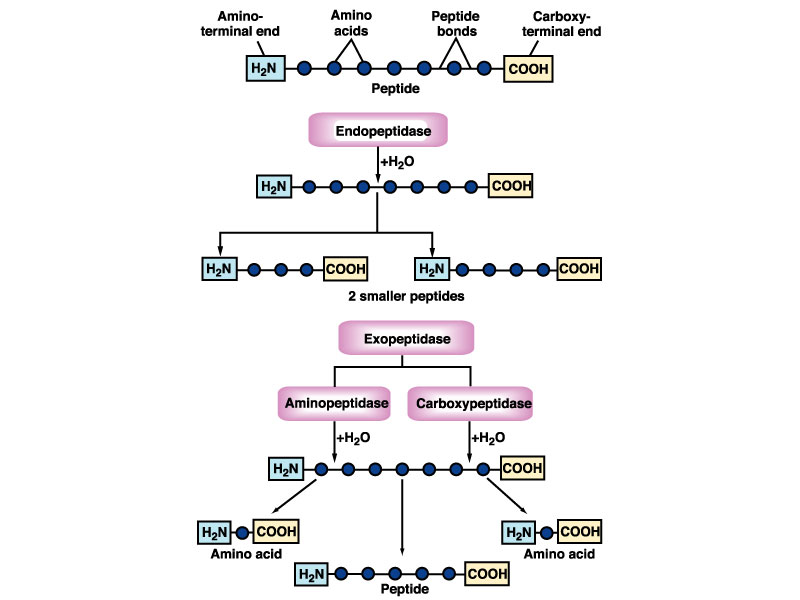 Amino-
terminal end
Amino
acids
Peptide
bonds
Carboxy-
terminal end
H₂N
COOH
Peptide
Endopeptidase
+H₂O
H₂N
COOH
H₂N
COOH
H₂N
COOH
2 smaller peptides
Exopeptidase
Aminopeptidase
Carboxypeptidase
+H₂O
+H₂O
H₂N
COOH
H₂N
COOH
Amino acid
H₂N
COOH
Amino acid
H₂N
COOH
Peptide